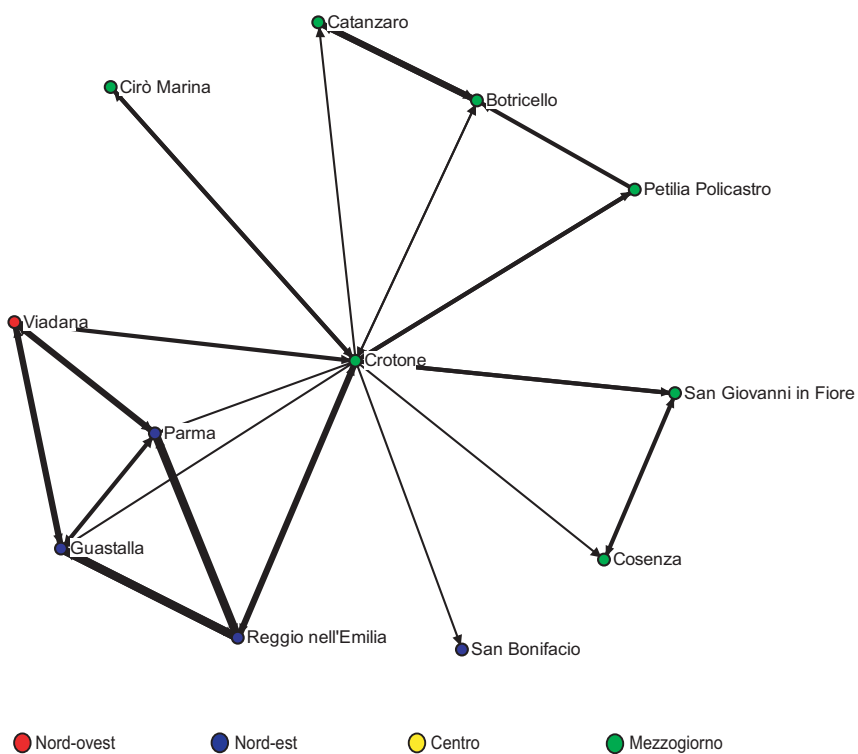 Catanzaro
Cirò Marina
Botricello
Petilia Policastro
Viadana
Crotone
San Giovanni in Fiore
Parma
Guastalla
Cosenza
Reggio nell'Emilia
San Bonifacio
Nord-ovest Nord-est Centro Mezzogiorno